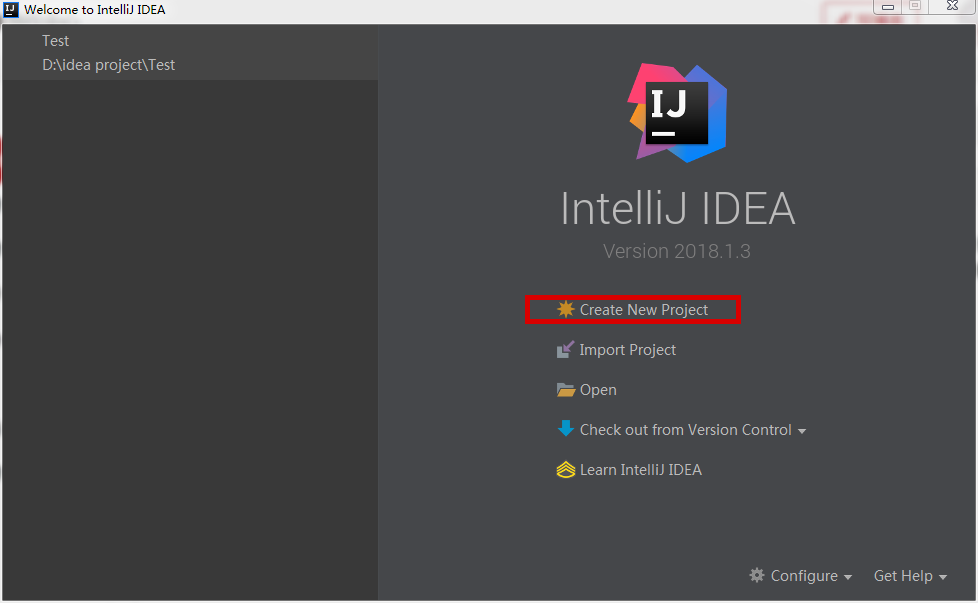 Welcome to IntelliJ IDEA
Test
D:\idea project\Test
IJ
IntelliJ IDEA
Version 2018.1.3
Create New Project
Import Project
Open
Check out from Version Control
Learn IntelliJ IDEA
Configure
Get Help